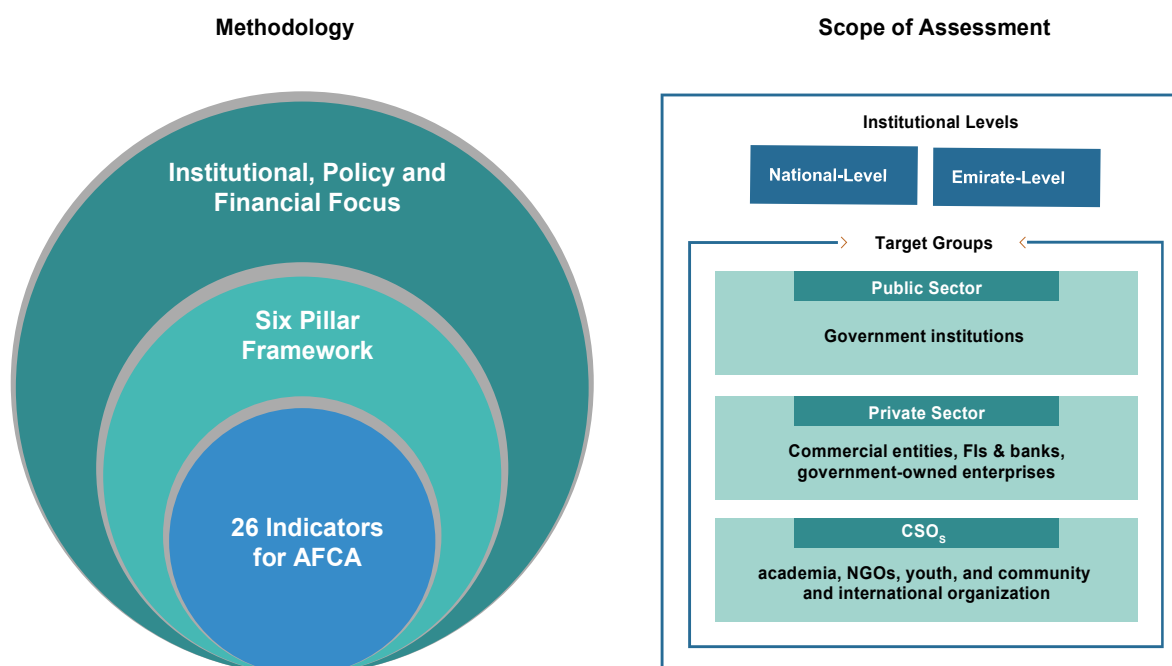 Methodology
Institutional, Policy and
Financial Focus
Six Pillar
Framework
26 Indicators
for AFCA
Scope of Assessment
Institutional Levels
National-Level
Emirate-Level
Target Groups
Public Sector
Government institutions
Private Sector
Commercial entities, FIs & banks,
government-owned enterprises
CSOs
academia, NGOs, youth, and community
and international organization